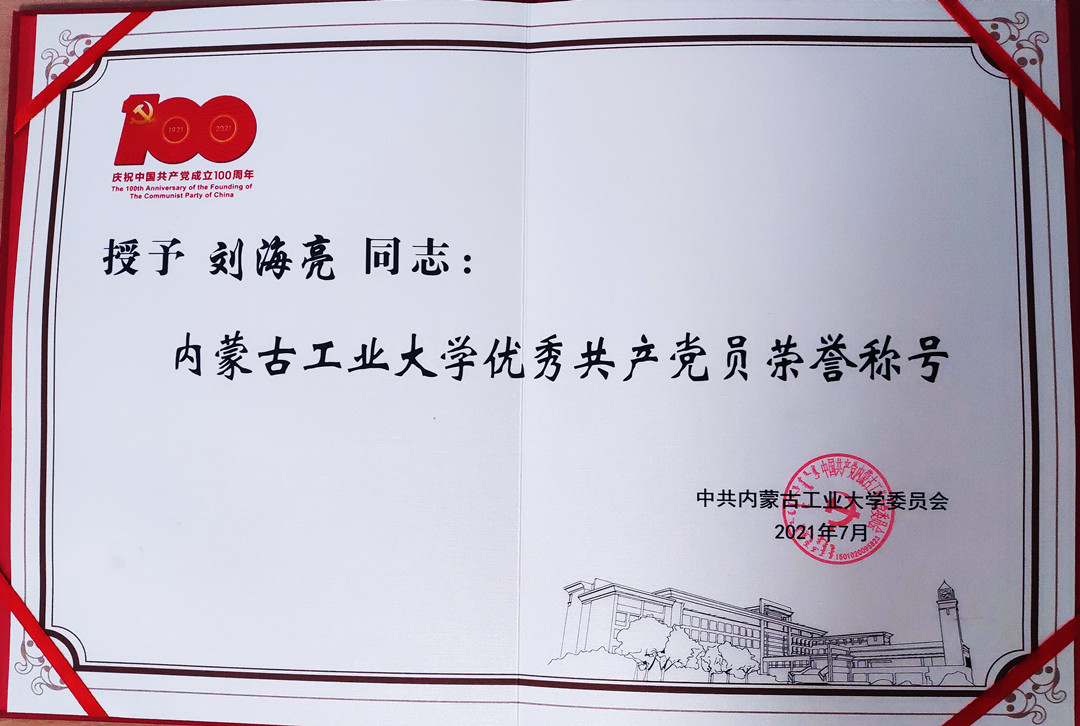 1921 2021
庆祝中国共产党成立100周年
The 100th Anniversary of the Founding of
The Communist Party of China
授予 刘海亮 同志:
内蒙古工业大学优秀共产党员荣誉称号
中共内蒙古工业大学委员会
2021年7月